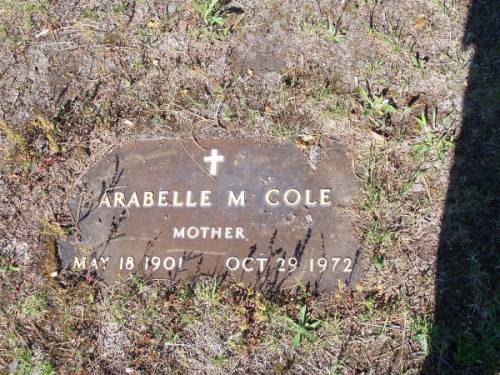 ARABELLE M COLE
MOTHER
MAY 18 1901 OCT 29 1972